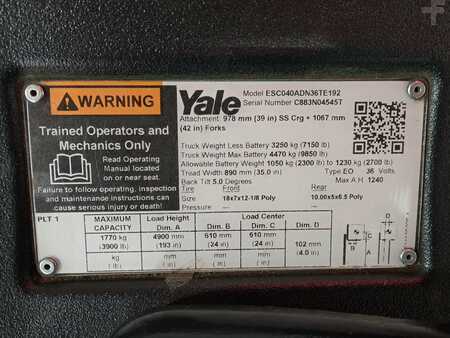 WARNING
Trained Operators and
Mechanics Only
Read Operating
Manual located
here or near seat.
Failure to follow operating, inspection
and maintenance instructions can
cause serious injury or death!
Yale
Model ESC040ADN36TE192
Serial Number C883N04545T
Attachment: 978 mm (39 in) SS Crg + 1067 mm
(42 in) Forks
Truck Weight Less Battery 3250 kg (7150 lb)
Truck Weight Max Battery 4470 kg (9850 lb)
Allowable Battery Weight 1050 kg (2300 lb) to 1230 kg (2700 lb)
Tread Width 890 mm (35.0 in) Type EO 36 Volts
Back Tilt 5.0 Degrees Max A H 1240
Tire Front Rear
Size 18x7x12-1/8 Poly 10.00x5x6.5 Poly
Pressure — —
PLT 1
MAXIMUM CAPACITY Load Height Load Center
Dim. A Dim. B Dim. C Dim. D
1770 kg 4900 mm 610 mm 610 mm 102 mm
(3900 lb) (193 in) (24 in) (24 in) (4.0 in)
kg mm mm mm
(lb) (in) (in) (in)
D
C
B
A